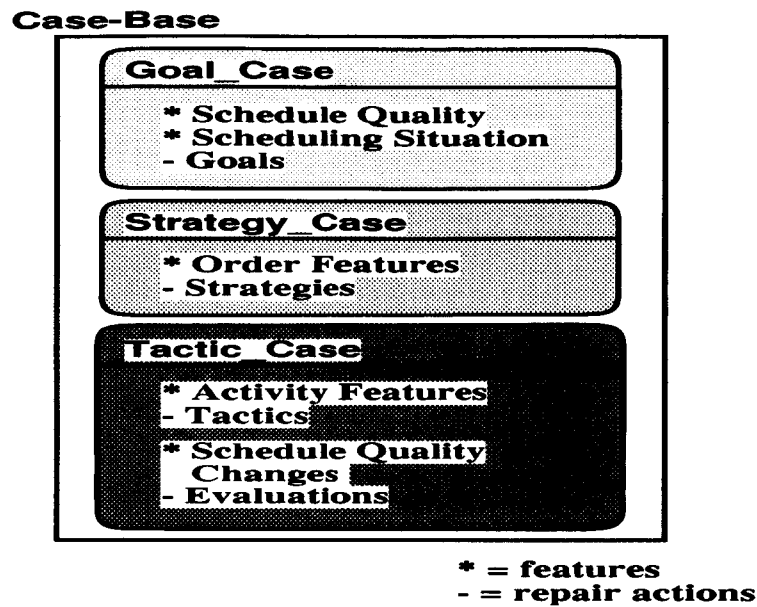 Case-Base
Goal_Case
* Schedule Quality
* Scheduling Situation
- Goals
Strategy_Case
* Order Features
- Strategies
Tactic_Case
* Activity Features
- Tactics
* Schedule Quality
Changes
- Evaluations
* = features
- = repair actions